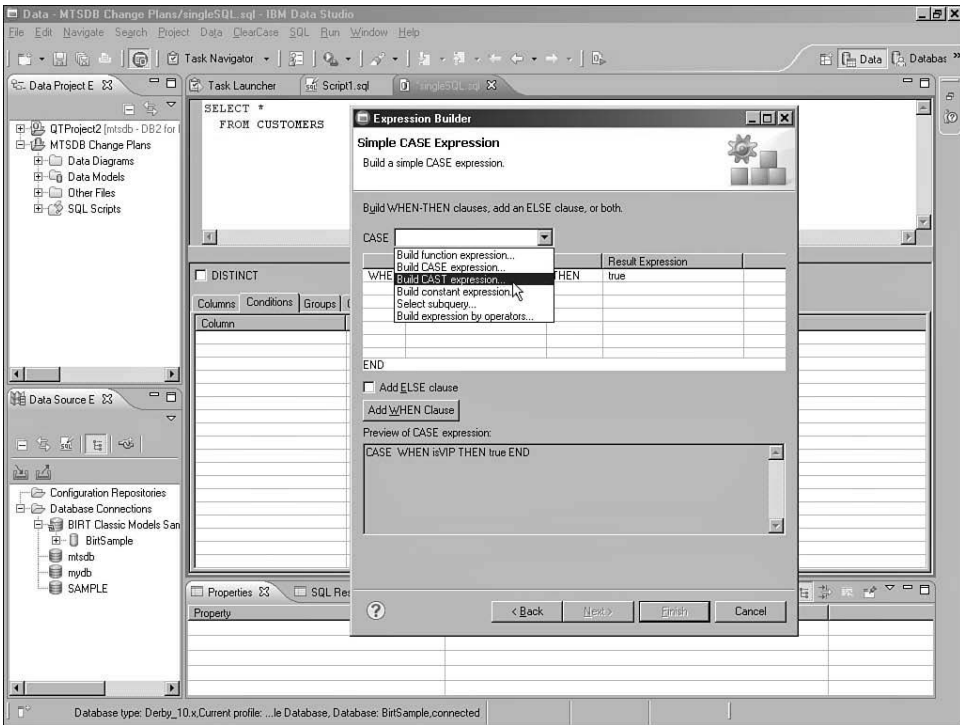 Data - MTSDB Change Plans/singleSQL.sql - IBM Data Studio
File Edit Navigate Search Project Data ClearCase SQL Run Window Help
Task Navigator
Data
Databas
Data Project E
Task Launcher
Script1.sql
singleSQL.sql
QTProject2 [mtsdb - DB2 for l
MTSDB Change Plans
Data Diagrams
Data Models
Other Files
SQL Scripts
SELECT *
FROM CUSTOMERS
DISTINCT
Columns Conditions Groups
Column
Expression Builder
Simple CASE Expression
Build a simple CASE expression.
Build WHEN-THEN clauses, add an ELSE clause, or both.
CASE
Build function expression...
Build CASE expression...
Build CAST expression...
Build constant expression...
Select subquery...
Build expression by operators...
Result Expression
WHE
THEN
true
END
Add ELSE clause
Add WHEN Clause
Preview of CASE expression:
CASE WHEN isVIP THEN true END
< Back
Next >
Finish
Cancel
Data Source E
Configuration Repositories
Database Connections
BIRT Classic Models San
BirtSample
mtsdb
mydb
SAMPLE
Properties
SQL Res
Property
Database type: Derby_10.x,Current profile: ...le Database, Database: BirtSample,connected